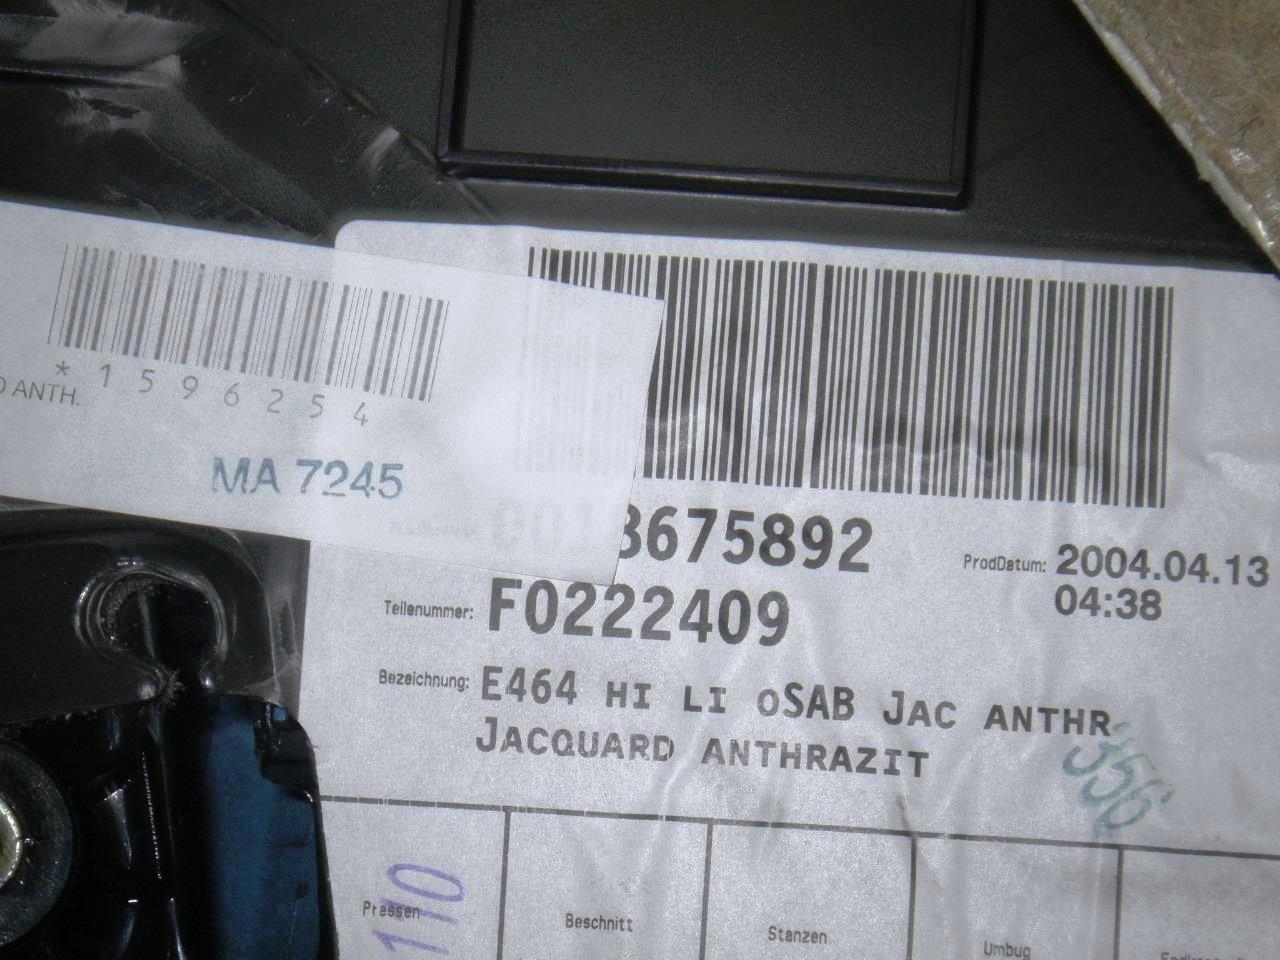 *1596254
ANTH.
MA 7245
8675892
ProdDatum: 2004.04.13
04:38
Teilenummer: F0222409
Bezeichnung: E464 HI LI oSAB JAC ANTHR
JACQUARD ANTHRAZIT
356
110
Pressen
Beschnitt
Stanzen
Umbug